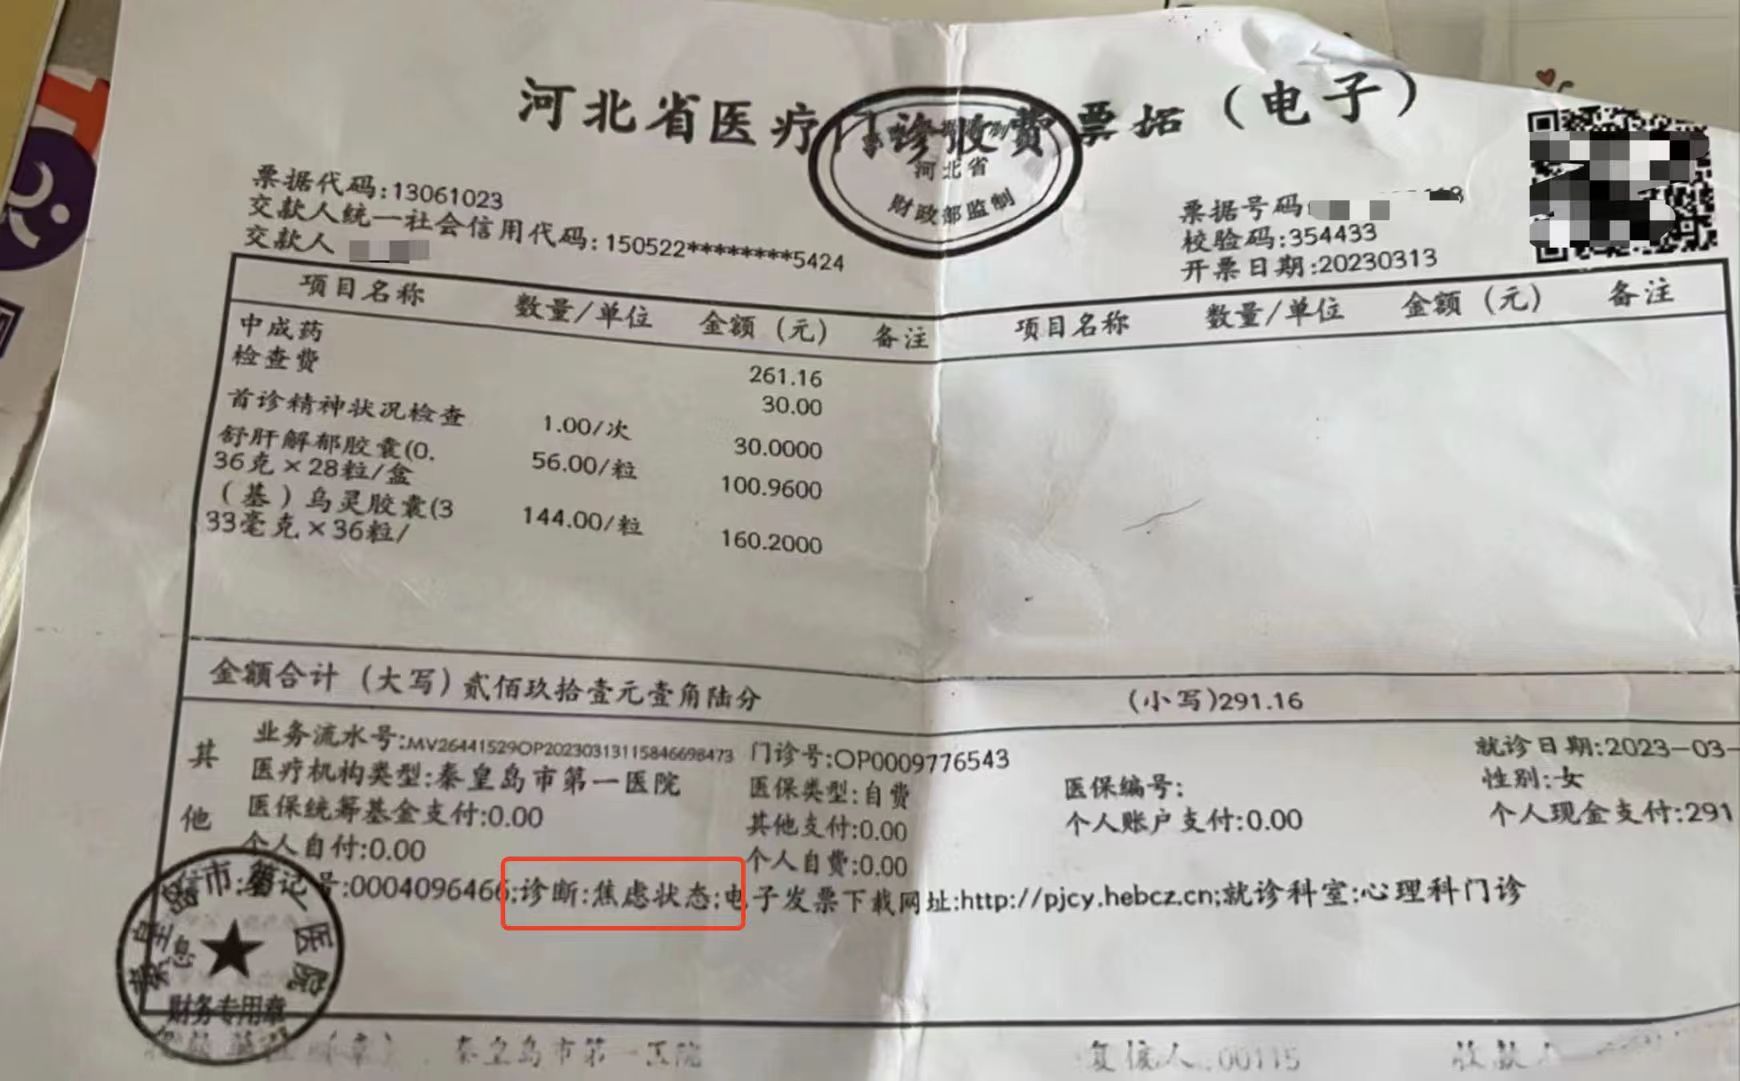 河北省医疗门诊收费票据（电子）
河北省
财政部监制
票据代码:13061023
交款人统一社会信用代码:150522********5424
交款人
票据号码
校验码:354433
开票日期:20230313
项目名称 数量/单位 金额（元） 备注 项目名称 数量/单位 金额（元） 备注
中成药 261.16
检查费 30.00
首诊精神状况检查 1.00/次 30.0000
舒肝解郁胶囊(0. 56.00/粒 100.9600
36克×28粒/盒
（基）乌灵胶囊(3 144.00/粒 160.2000
33毫克×36粒/
金额合计（大写）贰佰玖拾壹元壹角陆分 （小写)291.16
其他
业务流水号:MV26441529OP20230313115846698473 门诊号:OP0009776543 就诊日期:2023-03-
医疗机构类型:秦皇岛市第一医院 医保类型:自费 医保编号: 性别:女
医保统筹基金支付:0.00 其他支付:0.00 个人账户支付:0.00 个人现金支付:291
个人自付:0.00 个人自费:0.00
号:0004096466;诊断:焦虑状态;电子发票下载网址:http://pjcy.hebcz.cn;就诊科室:心理科门诊
秦皇岛市第一医院
财务专用章
（章）:秦皇岛市第一医院 复核人:00115 收款人